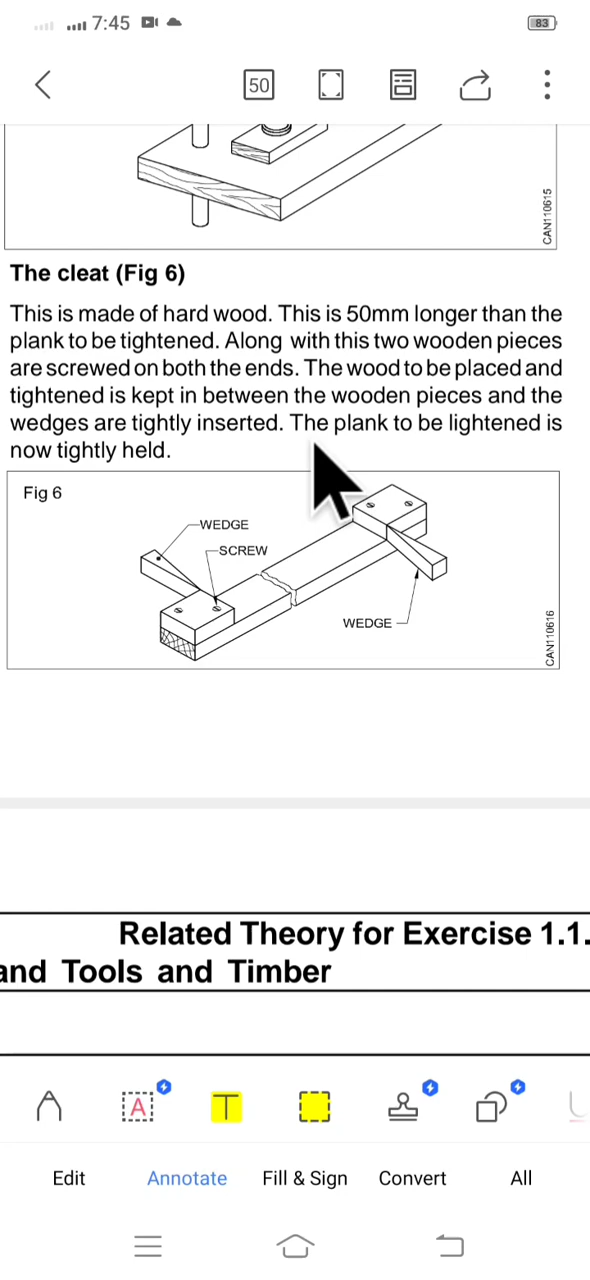 7:45
83
50
CAN110615
The cleat (Fig 6)
This is made of hard wood. This is 50mm longer than the
plank to be tightened. Along with this two wooden pieces
are screwed on both the ends. The wood to be placed and
tightened is kept in between the wooden pieces and the
wedges are tightly inserted. The plank to be lightened is
now tightly held.
Fig 6
WEDGE
SCREW
WEDGE
CAN110616
Related Theory for Exercise 1.1.
and Tools and Timber
A
T
Edit
Annotate
Fill & Sign
Convert
All